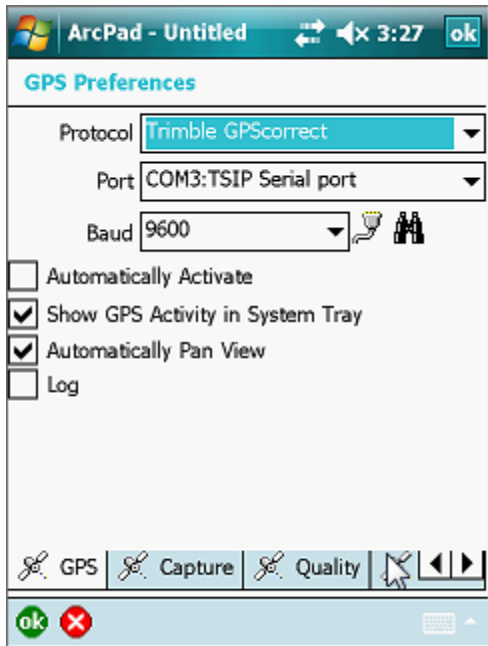 ArcPad - Untitled 3:27 ok
GPS Preferences
Protocol Trimble GPScorrect
Port COM3:TSIP Serial port
Baud 9600
Automatically Activate
Show GPS Activity in System Tray
Automatically Pan View
Log
GPS Capture Quality
ok